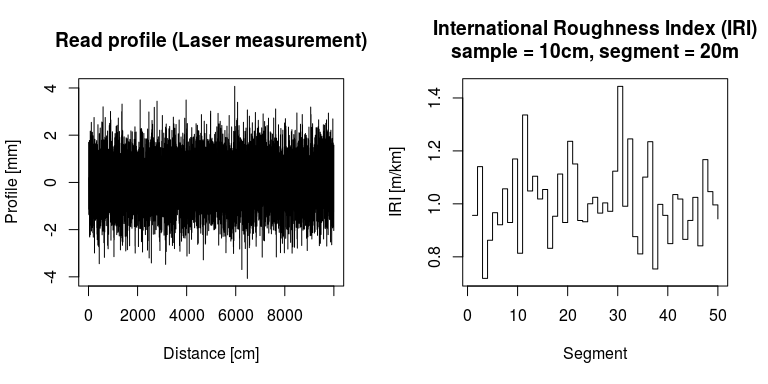 Read profile (Laser measurement)
Profile [mm]
4
2
0
-2
-4
0 2000 4000 6000 8000
Distance [cm]
International Roughness Index (IRI)
sample = 10cm, segment = 20m
IRI [m/km]
1.4
1.2
1.0
0.8
0 10 20 30 40 50
Segment